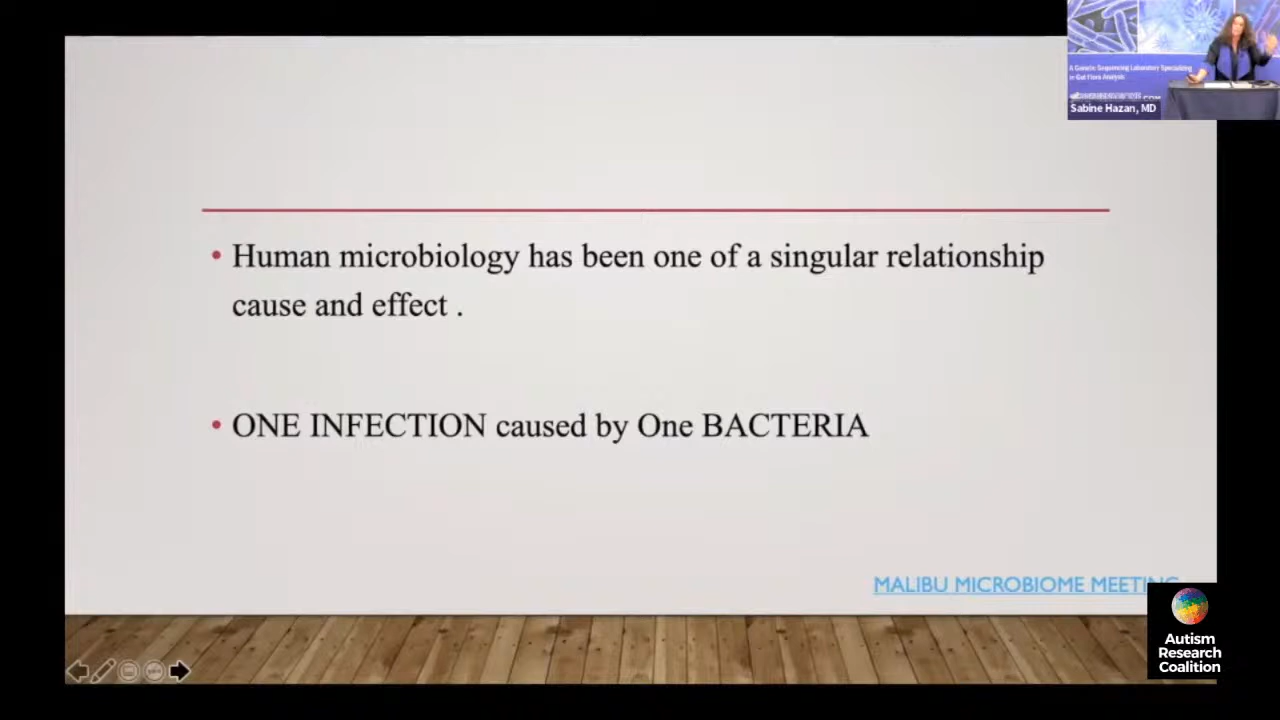 A Genetic Sequencing Laboratory Specializing
in Gut Flora Analysis
Sabine Hazan, MD
• Human microbiology has been one of a singular relationship
cause and effect .
• ONE INFECTION caused by One BACTERIA
MALIBU MICROBIOME MEETING
Autism
Research
Coalition